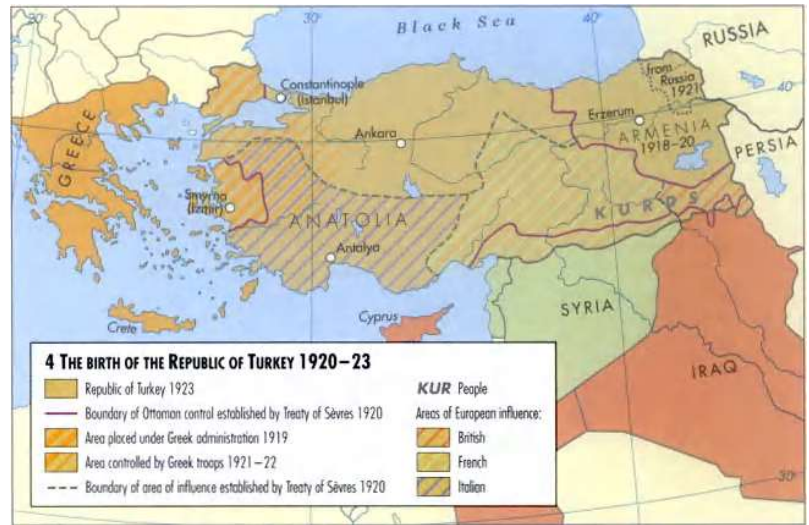 20°
30°
40°
Black Sea
RUSSIA
from
Russia
1921
40°
Constantinople
(Istanbul)
Ankara
Erzerum
ARMENIA
1918–20
PERSIA
GREECE
Smyrna
(Izmir)
ANATOLIA
KURDS
Antalya
SYRIA
Crete
Cyprus
IRAQ
30°
4 THE BIRTH OF THE REPUBLIC OF TURKEY 1920–23
Republic of Turkey 1923
Boundary of Ottoman control established by Treaty of Sèvres 1920
Area placed under Greek administration 1919
Area controlled by Greek troops 1921–22
Boundary of area of influence established by Treaty of Sèvres 1920
KUR People
Areas of European influence:
British
French
Italian